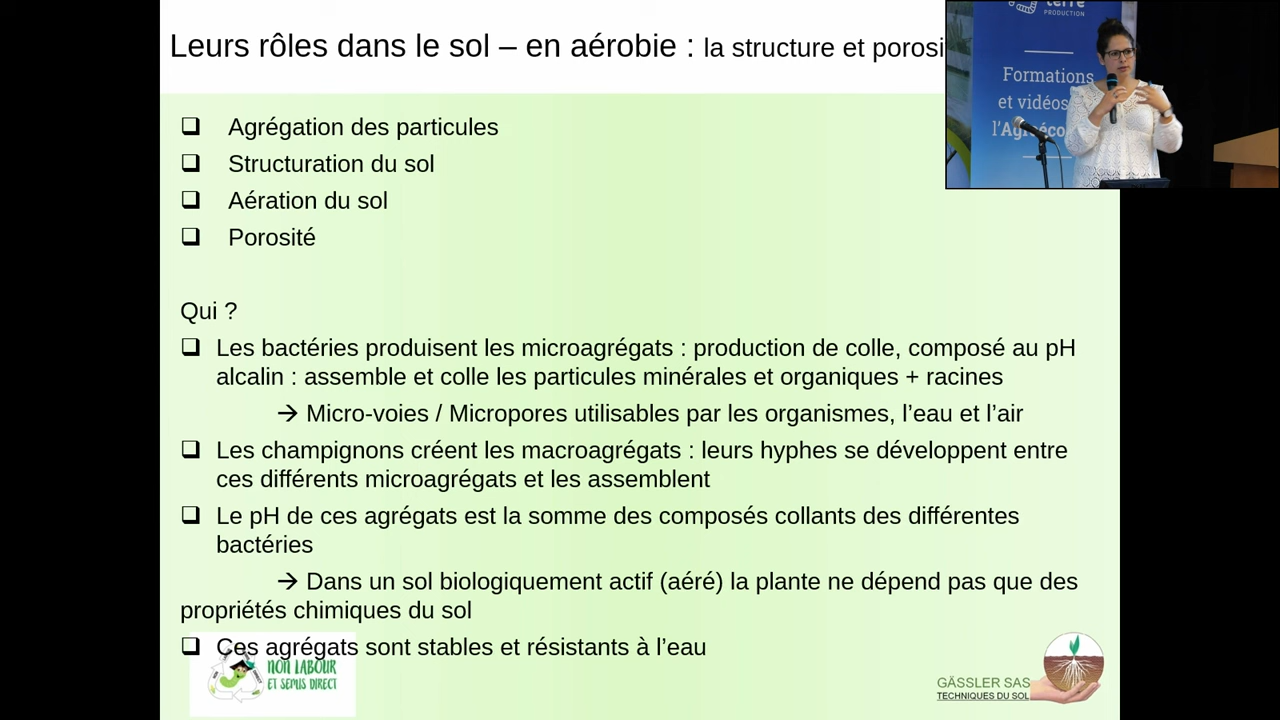 Leurs rôles dans le sol – en aérobie : la structure et porosi
terre
PRODUCTION
Formations
et vidéos
l'Agroéco
❑ Agrégation des particules
❑ Structuration du sol
❑ Aération du sol
❑ Porosité
Qui ?
❑ Les bactéries produisent les microagrégats : production de colle, composé au pH
alcalin : assemble et colle les particules minérales et organiques + racines
→ Micro-voies / Micropores utilisables par les organismes, l'eau et l'air
❑ Les champignons créent les macroagrégats : leurs hyphes se développent entre
ces différents microagrégats et les assemblent
❑ Le pH de ces agrégats est la somme des composés collants des différentes
bactéries
→ Dans un sol biologiquement actif (aéré) la plante ne dépend pas que des
propriétés chimiques du sol
❑ Ces agrégats sont stables et résistants à l'eau
NON LABOUR
ET SEMIS DIRECT
GÄSSLER SAS
TECHNIQUES DU SOL